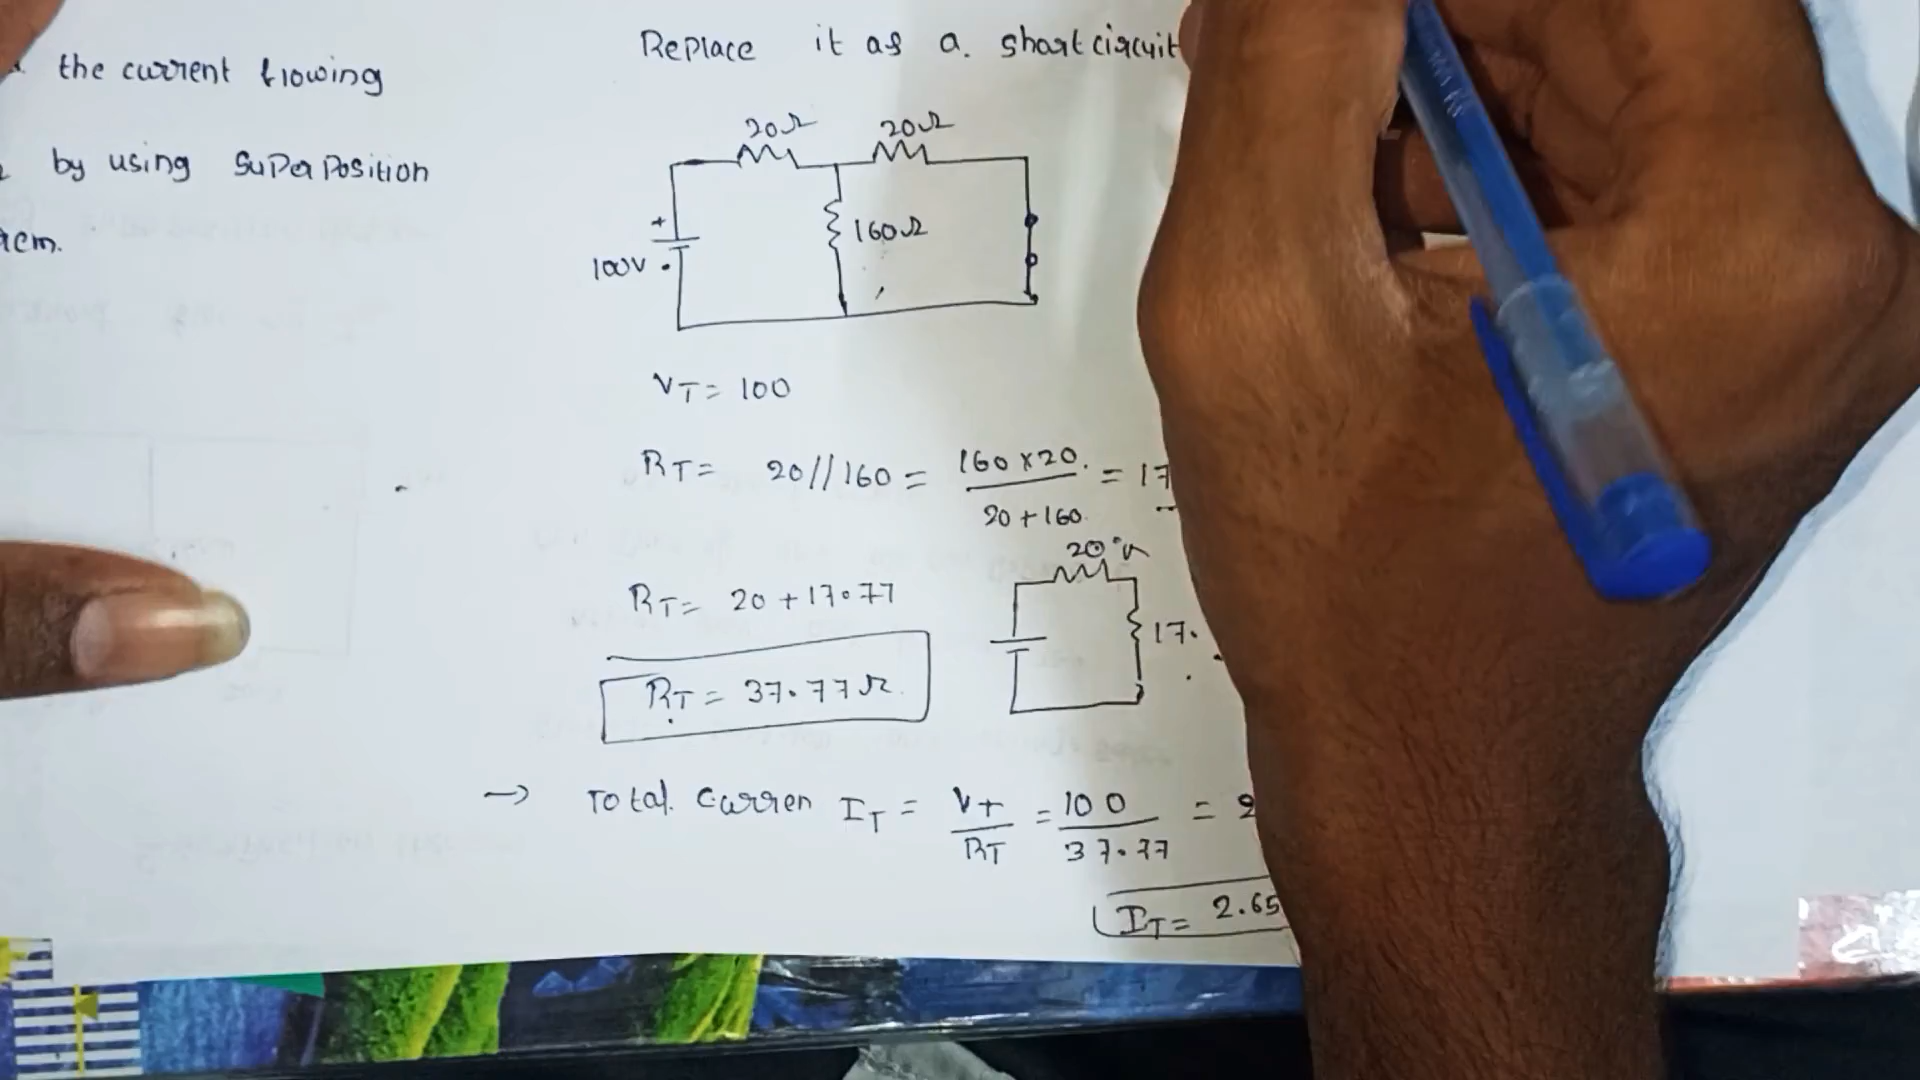 the current flowing
by using SuperPosition
Replace it as a. short circuit
20Ω 20Ω
+
160Ω
100V
VT = 100
RT = 20//160 = 160 x 20 / 20 + 160 = 17
20
RT = 20 + 17.77
17.
RT = 37.77Ω
→ Total. Curren IT = VT / RT = 100 / 37.77 = 2
IT = 2.65